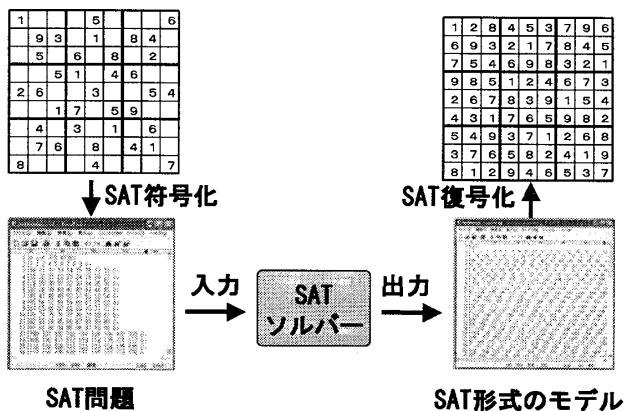 1 5 6
9 3 1 8 4
5 6 8 2
5 1 4 6
2 6 3 5 4
1 7 5 9
4 3 1 6
7 6 8 4 1
8 4 7
1 2 8 4 5 3 7 9 6
6 9 3 2 1 7 8 4 5
7 5 4 6 9 8 3 2 1
9 8 5 1 2 4 6 7 3
2 6 7 8 3 9 1 5 4
4 3 1 7 6 5 9 8 2
5 4 9 3 7 1 2 6 8
3 7 6 5 8 2 4 1 9
8 1 2 9 4 6 5 3 7
SAT符号化
SAT復号化
入力
SAT
ソルバー
出力
SAT問題
SAT形式のモデル